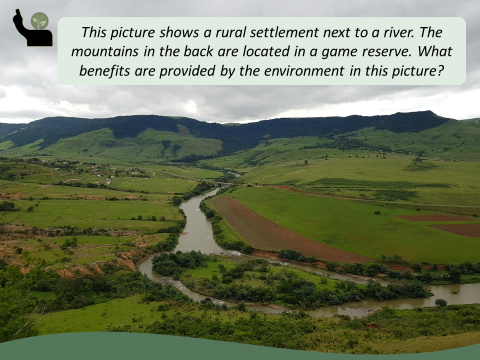 This picture shows a rural settlement next to a river. The
mountains in the back are located in a game reserve. What
benefits are provided by the environment in this picture?